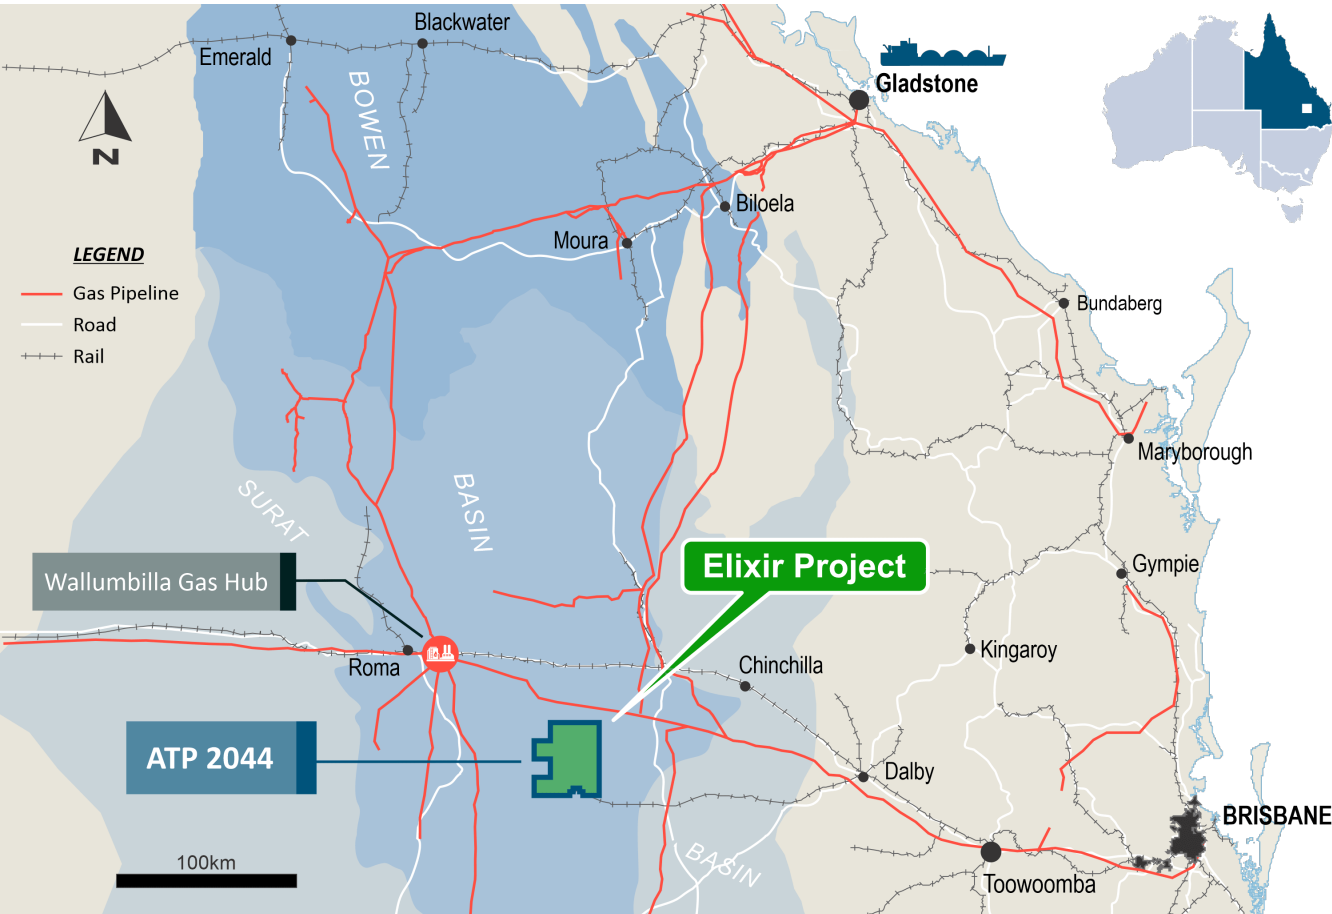 Blackwater
Emerald
Gladstone
BOWEN
N
Biloela
Moura
LEGEND
Gas Pipeline
Road
Rail
Bundaberg
Maryborough
BASIN
SURAT
Elixir Project
Gympie
Wallumbilla Gas Hub
Kingaroy
Roma
Chinchilla
ATP 2044
Dalby
BRISBANE
BASIN
100km
Toowoomba